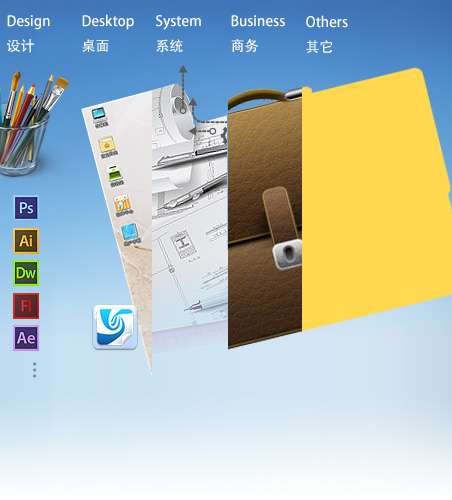 Design Desktop System Business Others
设计 桌面 系统 商务 其它
Ps
Ai
Dw
Fl
Ae